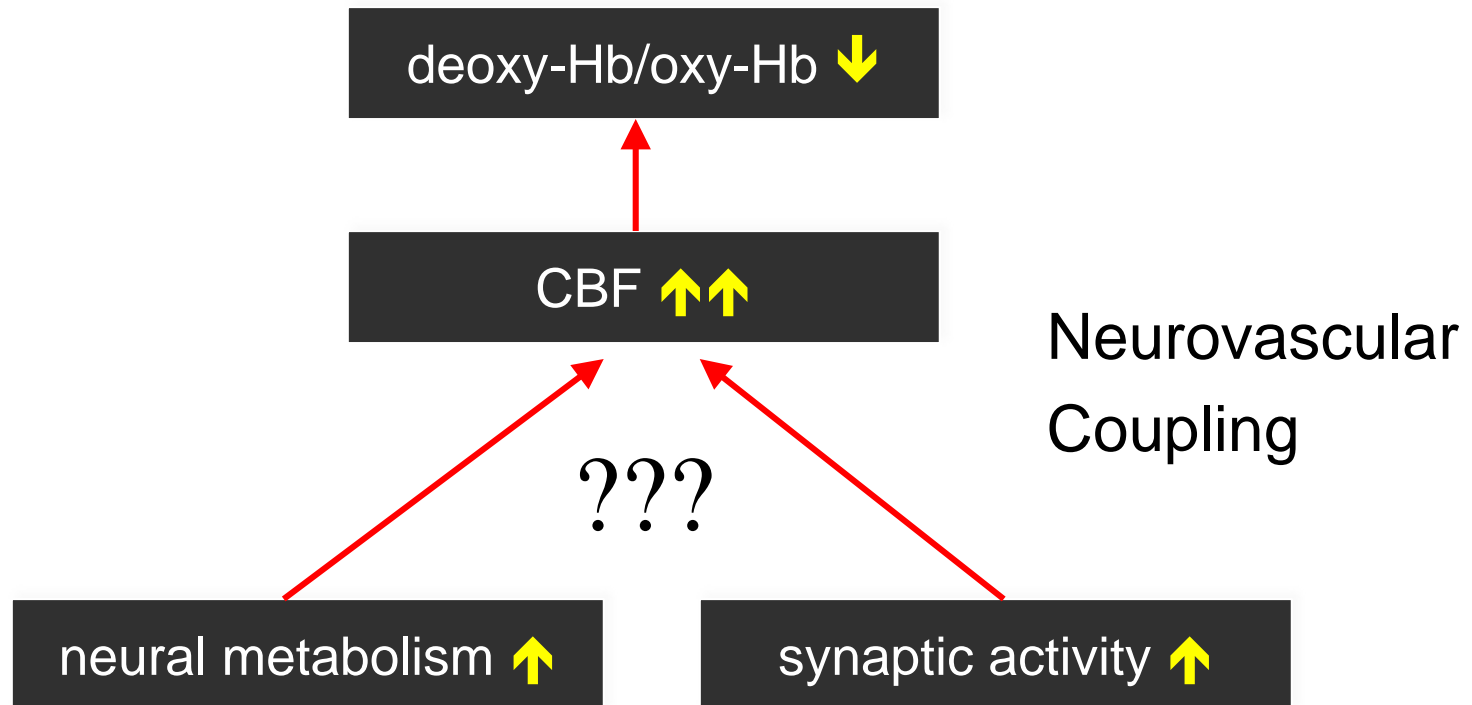 deoxy-Hb/oxy-Hb ↓
CBF ↑↑
Neurovascular
Coupling
???
neural metabolism ↑
synaptic activity ↑